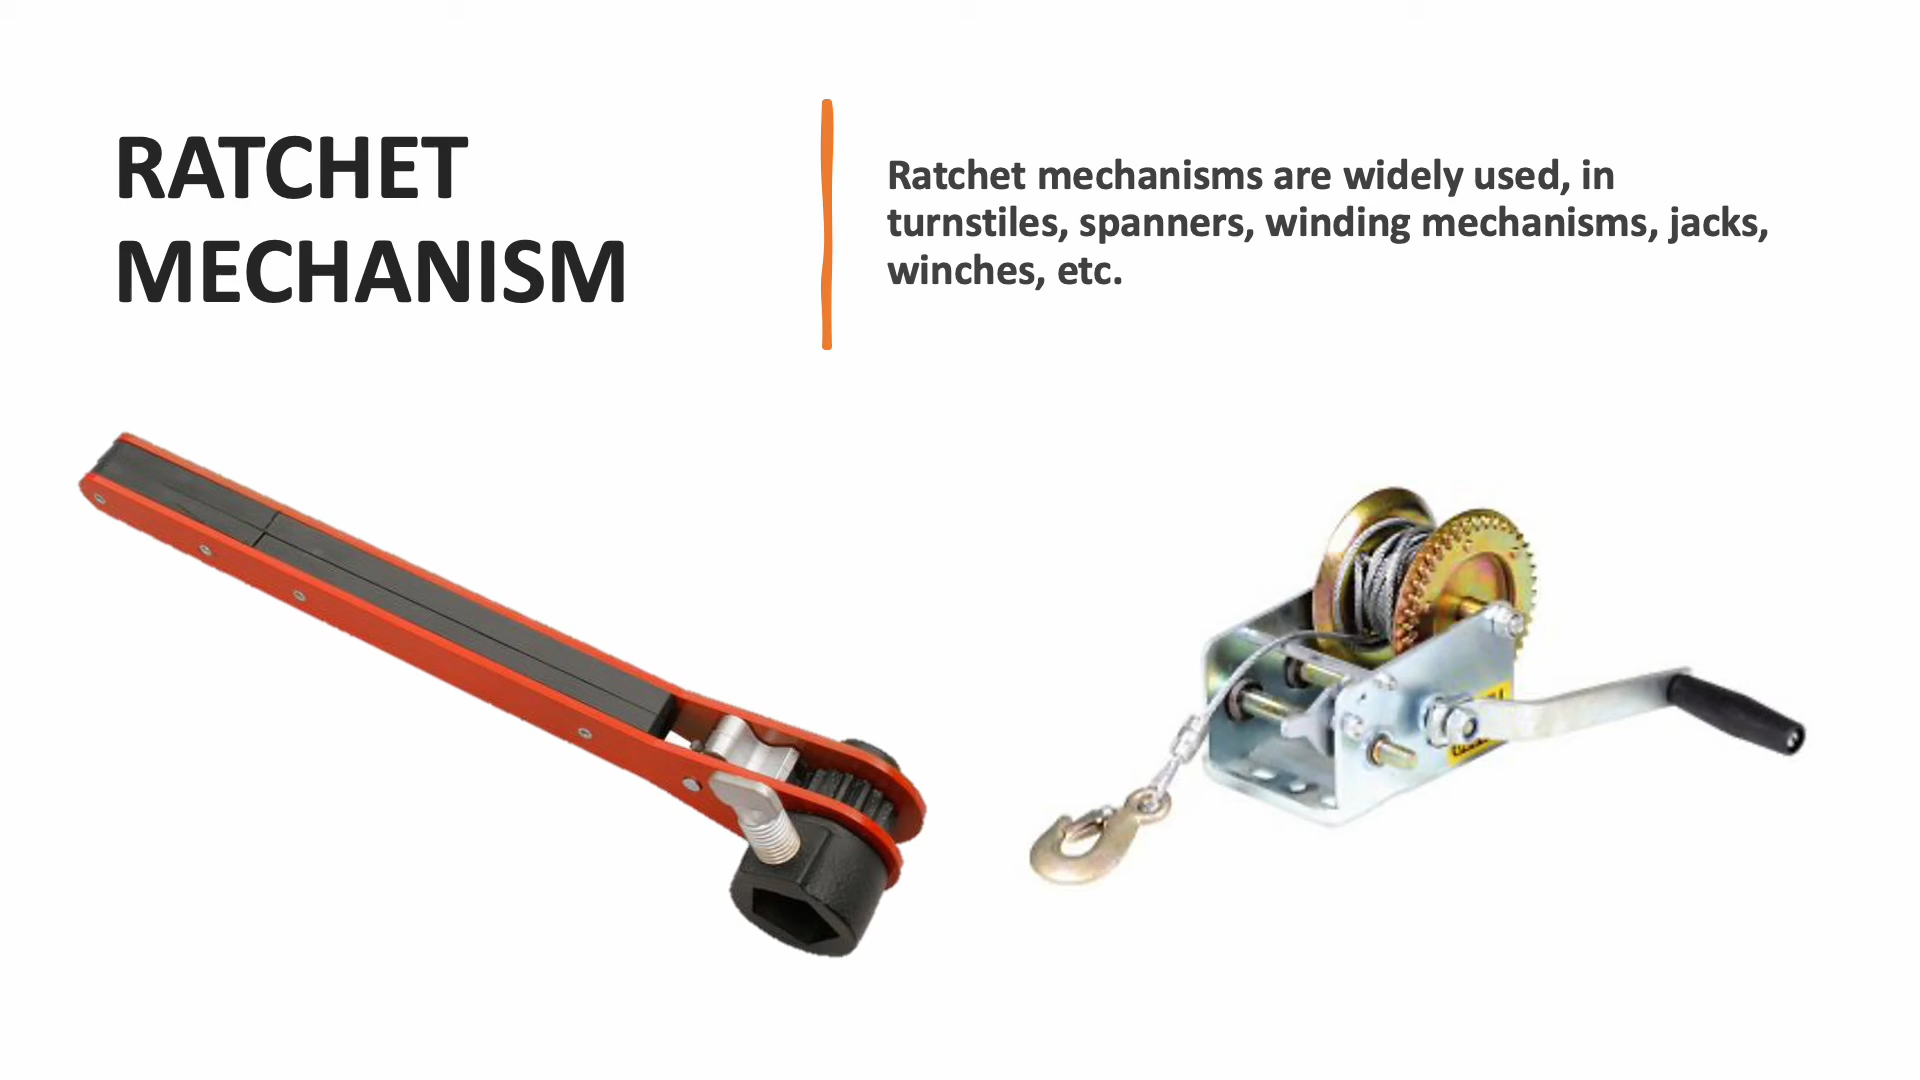 RATCHET
MECHANISM
Ratchet mechanisms are widely used, in
turnstiles, spanners, winding mechanisms, jacks,
winches, etc.